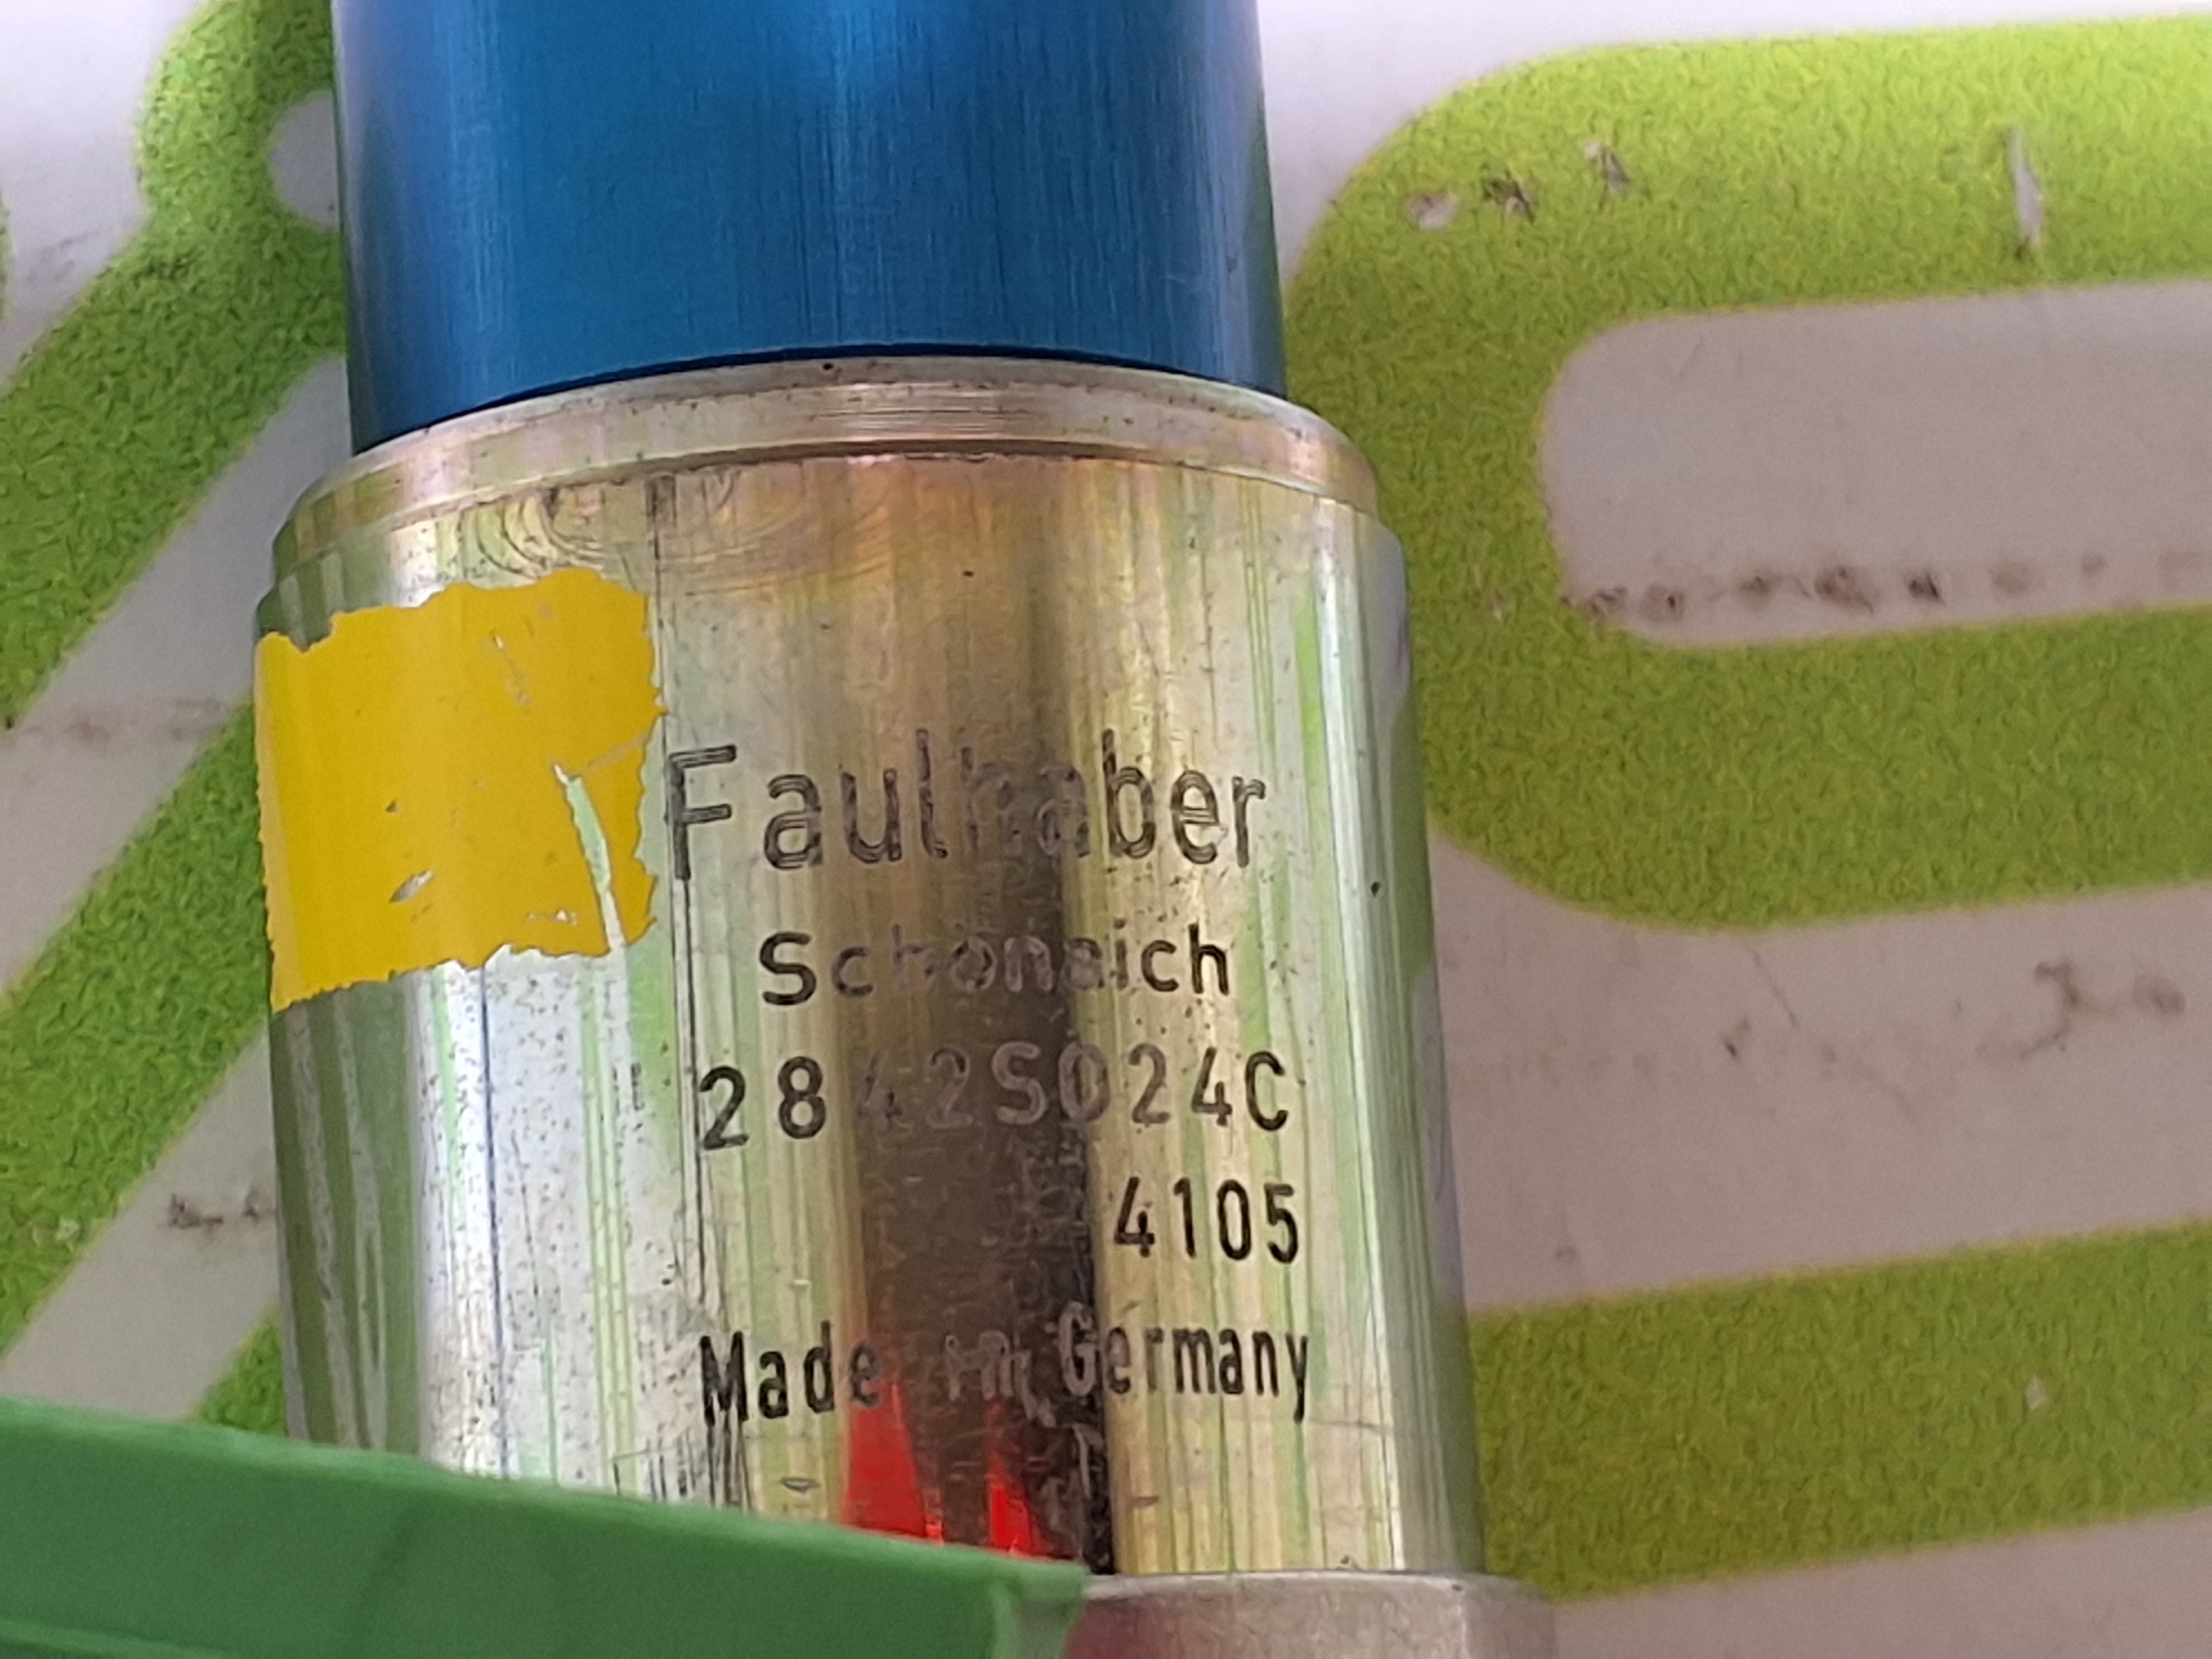 Faulhaber
Schönaich
2842S024C
4105
Made in Germany